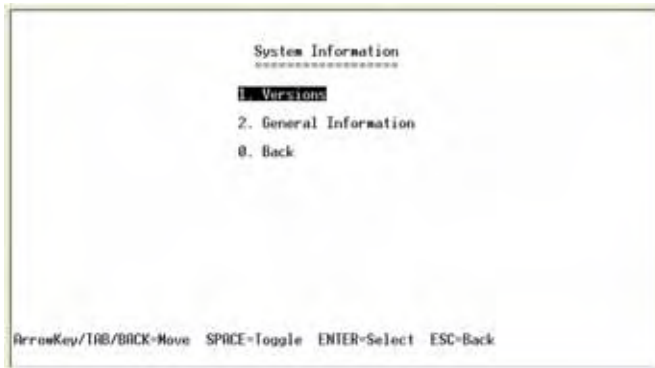 System Information
==================
1. Versions
2. General Information
0. Back
ArrowKey/TAB/BACK=Move SPACE=Toggle ENTER=Select ESC=Back